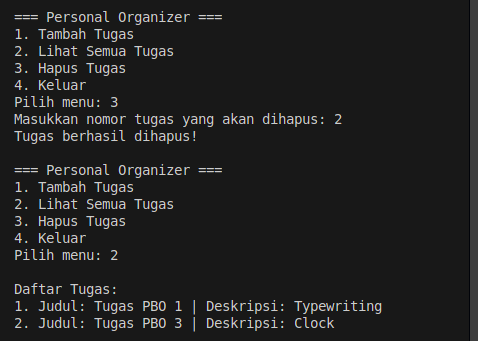 === Personal Organizer ===
1. Tambah Tugas
2. Lihat Semua Tugas
3. Hapus Tugas
4. Keluar
Pilih menu: 3
Masukkan nomor tugas yang akan dihapus: 2
Tugas berhasil dihapus!
=== Personal Organizer ===
1. Tambah Tugas
2. Lihat Semua Tugas
3. Hapus Tugas
4. Keluar
Pilih menu: 2
Daftar Tugas:
1. Judul: Tugas PBO 1 | Deskripsi: Typewriting
2. Judul: Tugas PBO 3 | Deskripsi: Clock